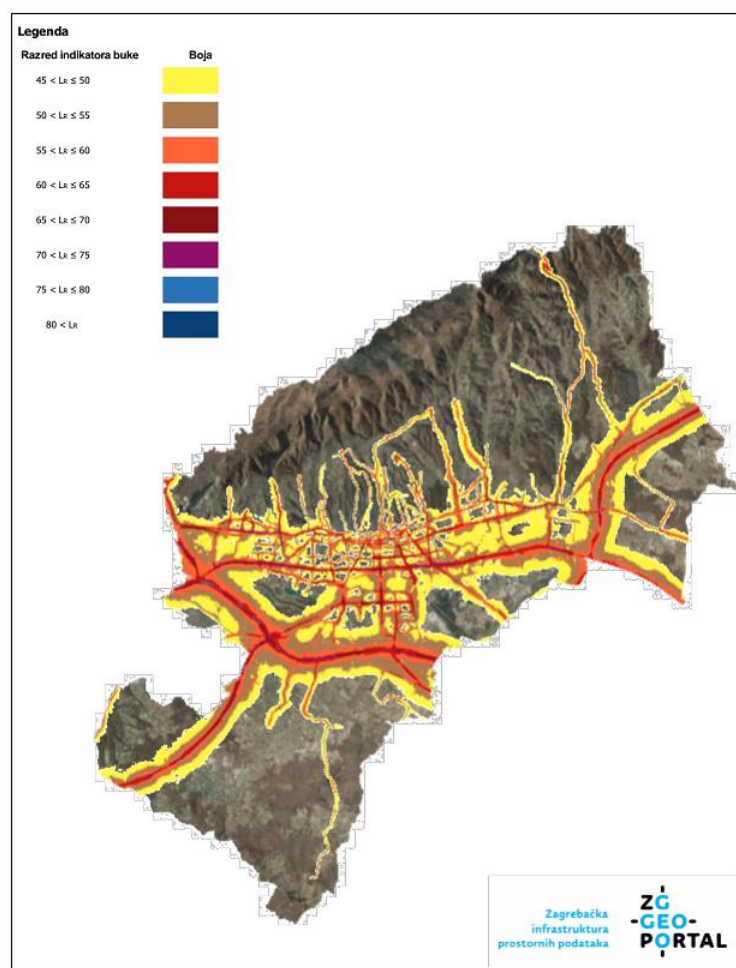 Legenda
Razred indikatora buke Boja
45 < LR ≤ 50
50 < LR ≤ 55
55 < LR ≤ 60
60 < LR ≤ 65
65 < LR ≤ 70
70 < LR ≤ 75
75 < LR ≤ 80
80 < LR
Zagrebačka
infrastruktura
prostornih podataka
ZG
GEO-
PORTAL